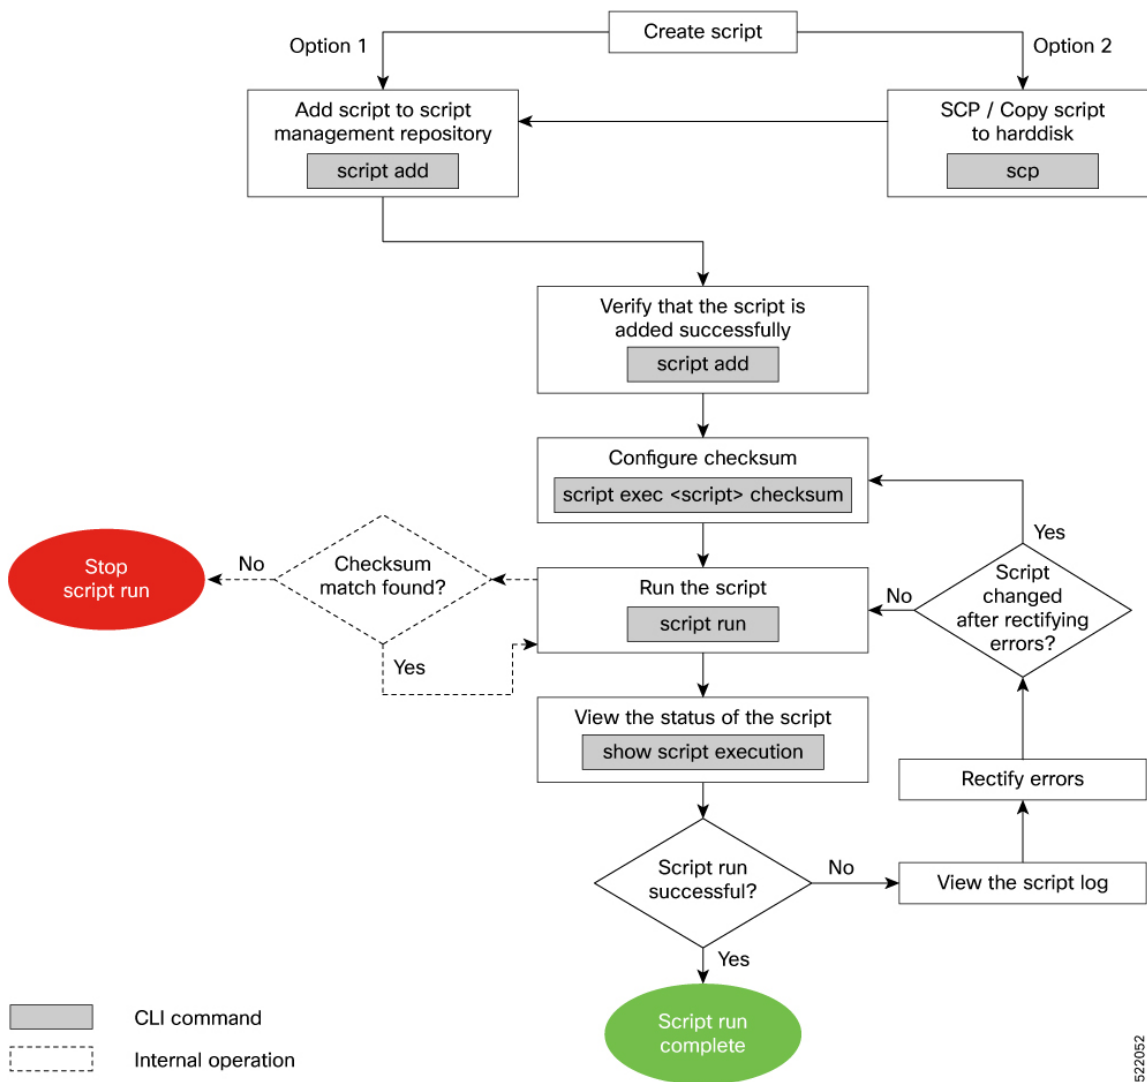 Create script
Option 1
Option 2
Add script to script
management repository
script add
SCP / Copy script
to harddisk
scp
Verify that the script is
added successfully
script add
Configure checksum
script exec <script> checksum
Yes
Stop
script run
No
Checksum
match found?
Yes
Run the script
script run
No
Script
changed
after rectifying
errors?
View the status of the script
show script execution
Rectify errors
Script run
successful?
No
View the script log
Yes
Script run
complete
CLI command
Internal operation
522052